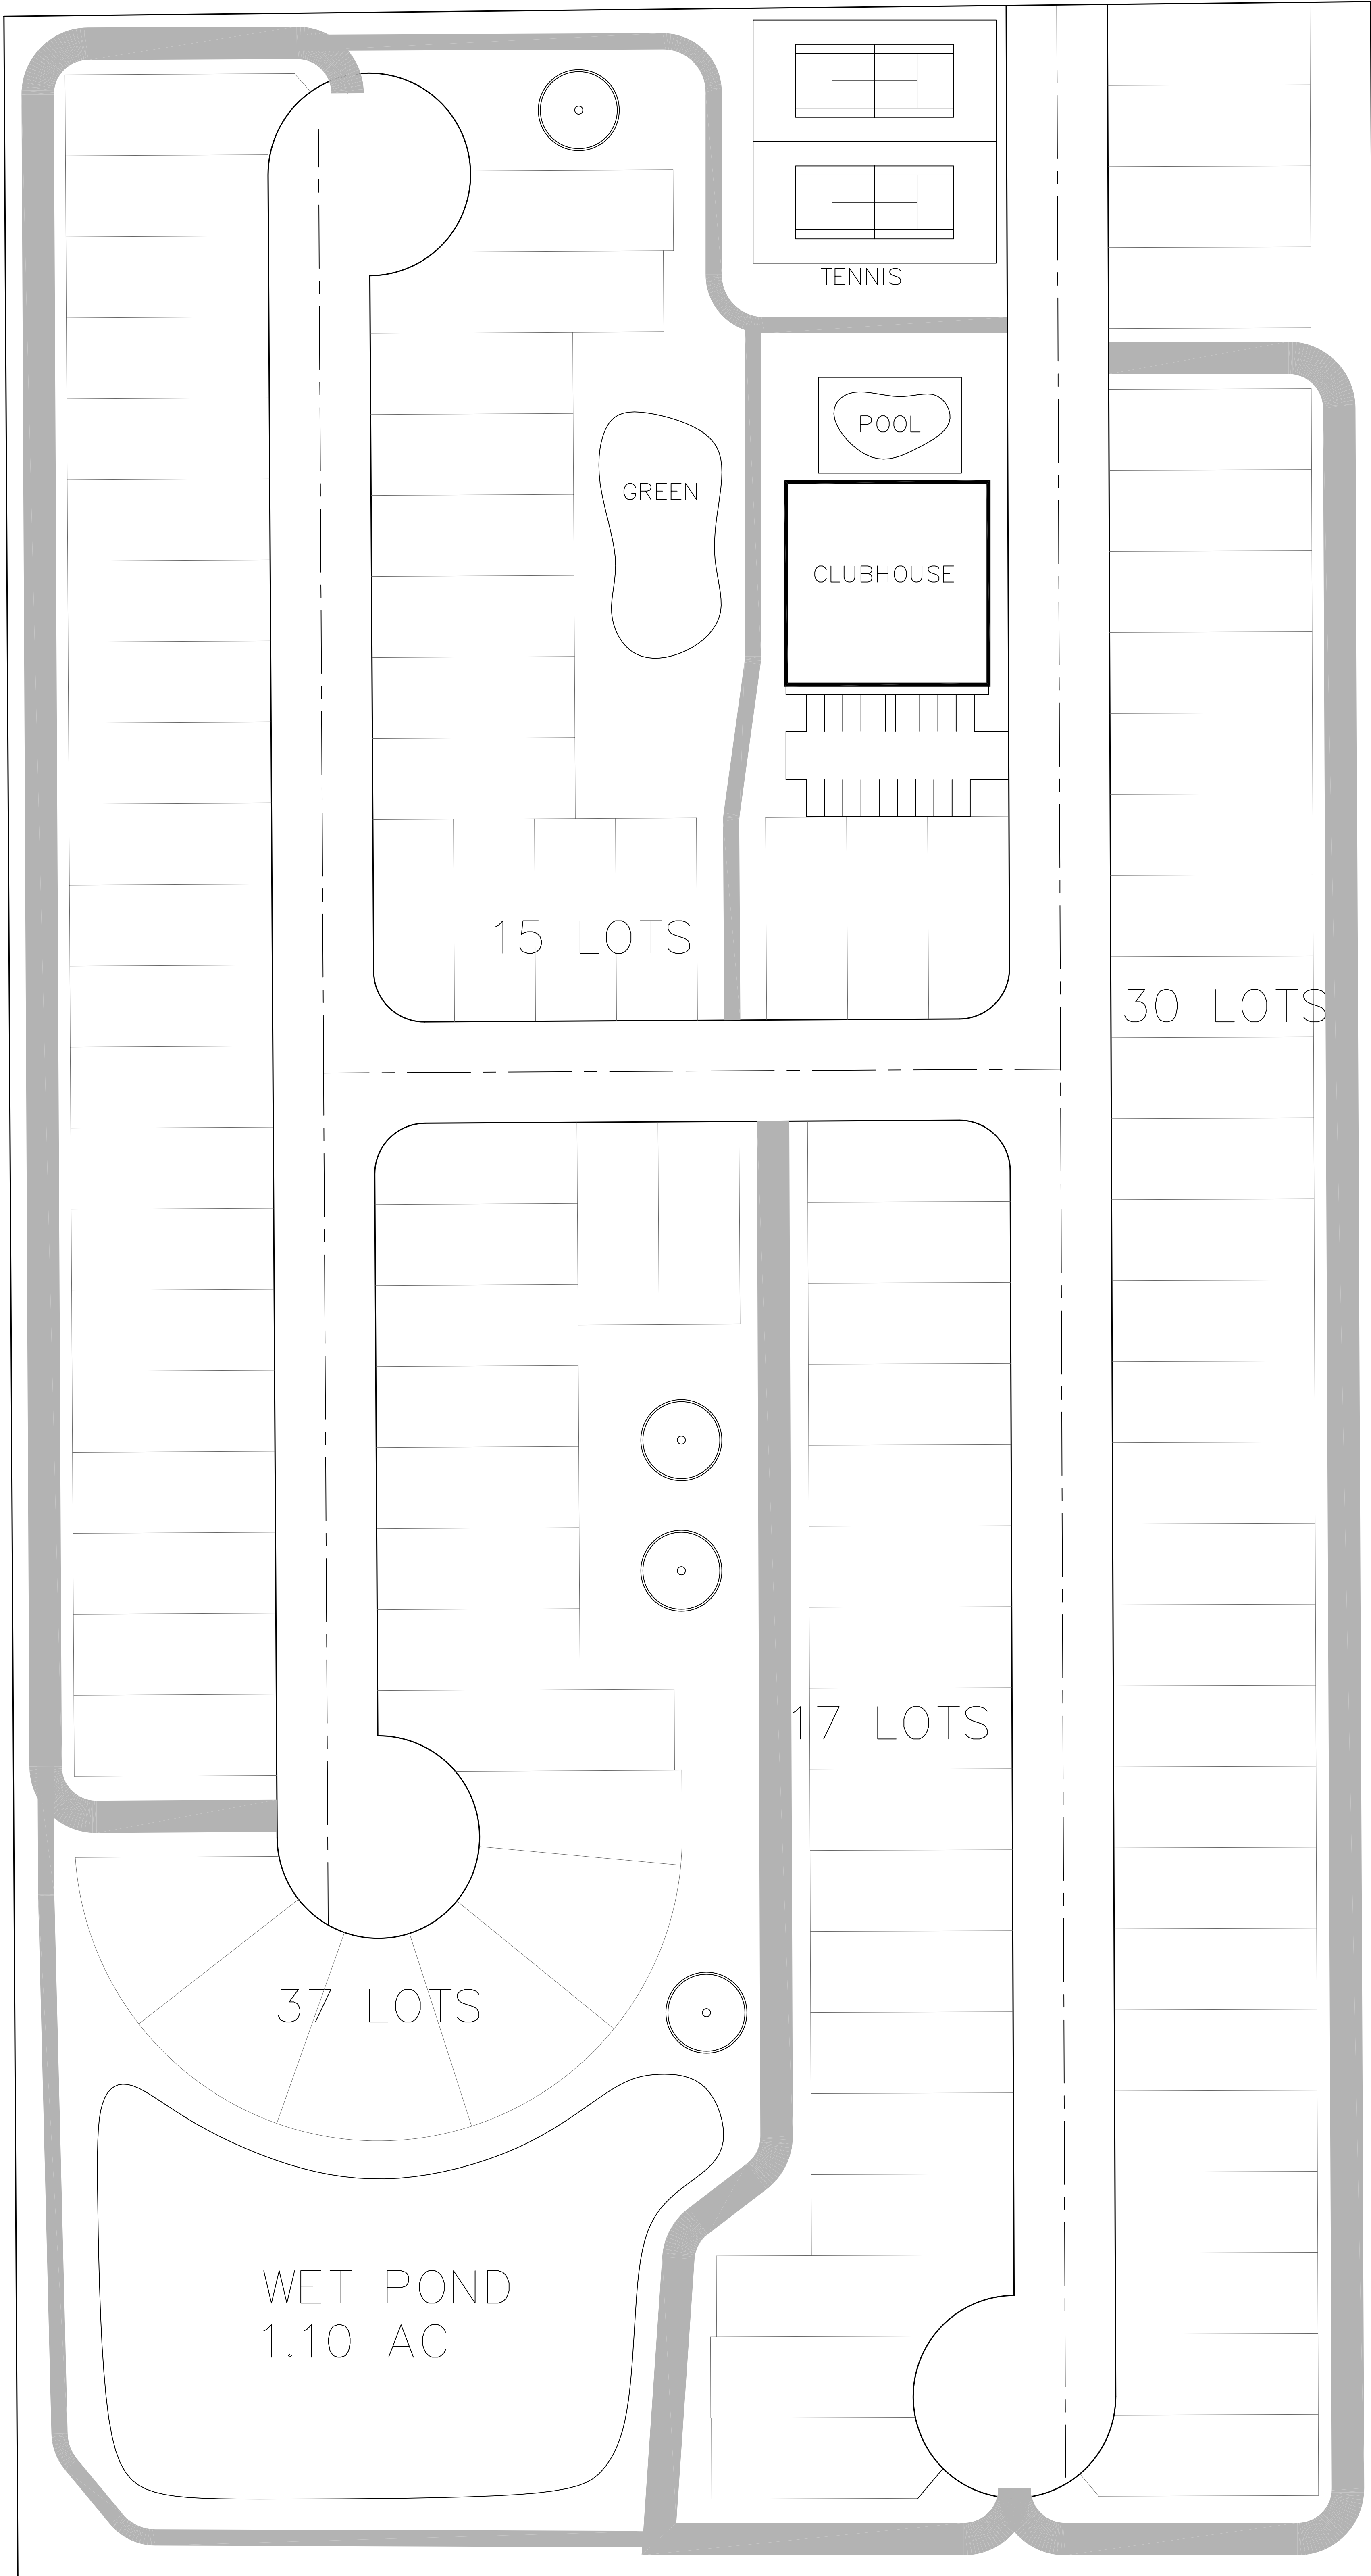 TENNIS
POOL
GREEN
CLUBHOUSE
15 LOTS
30 LOTS
17 LOTS
37 LOTS
WET POND
1.10 AC